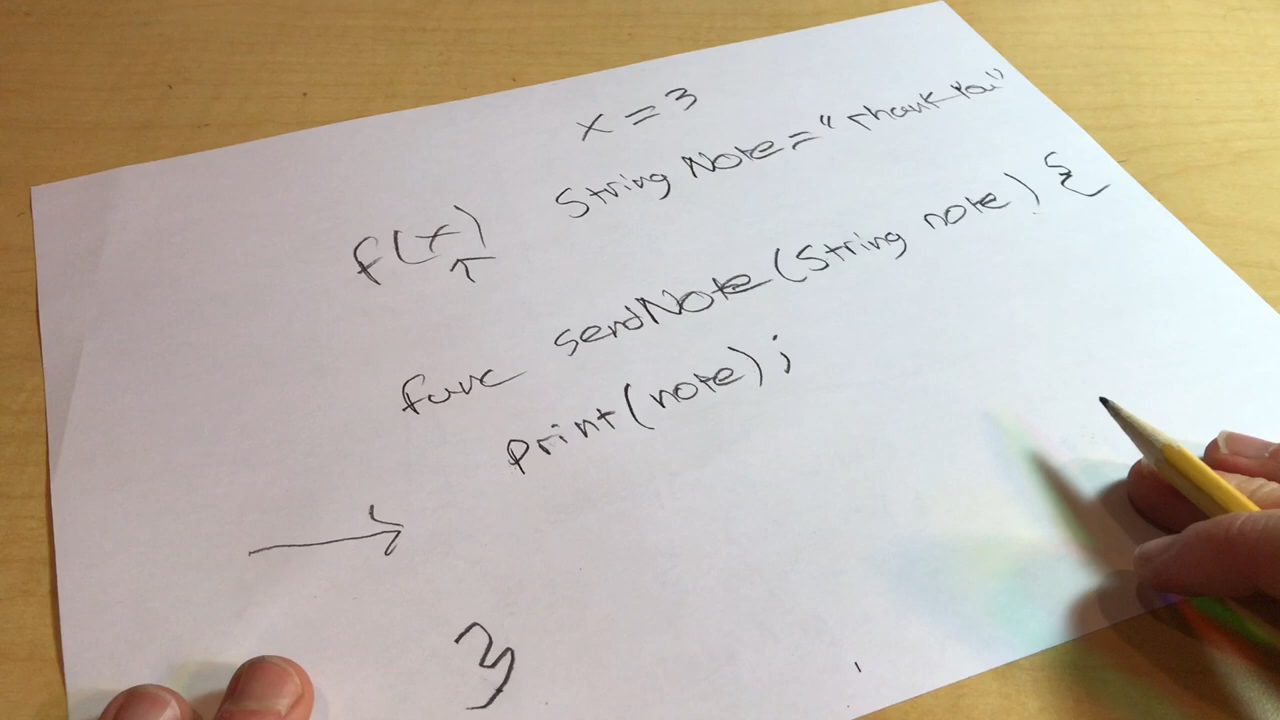 x = 3
String Note = "Thank You"
f(x)
func sendNote(String note) {
print(note);
}